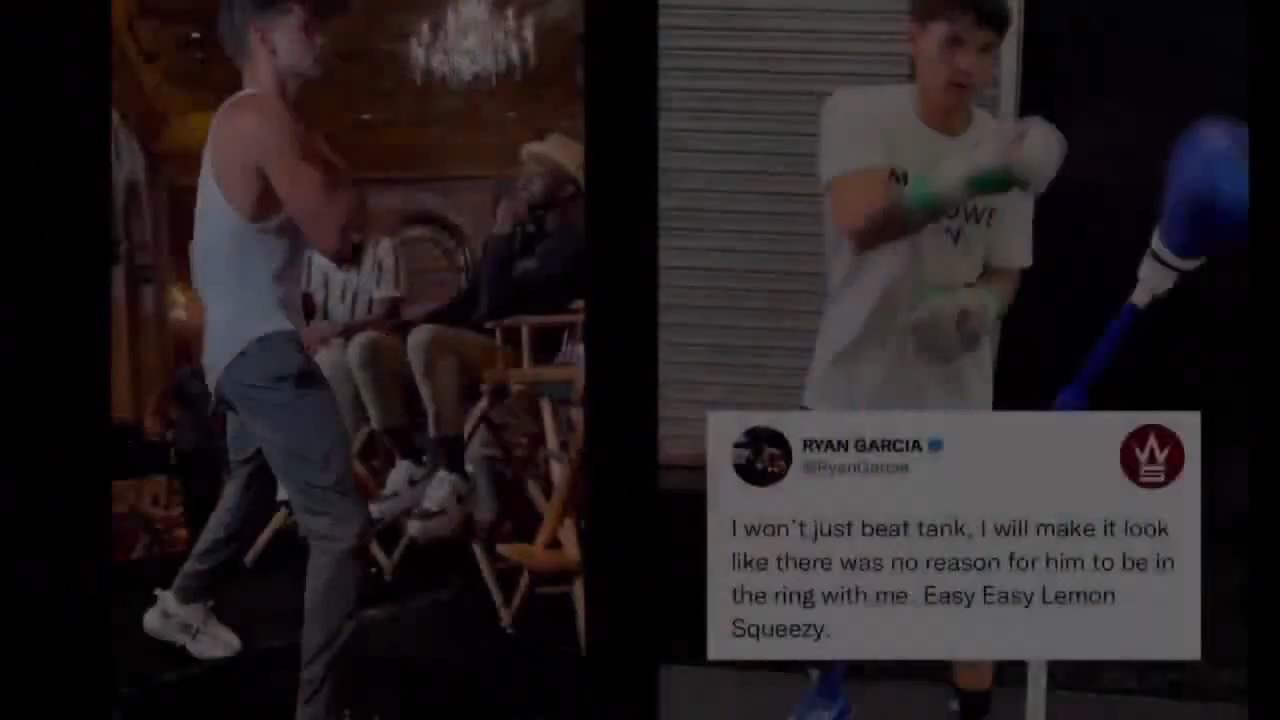 RYAN GARCIA
@RyanGarcia
I won't just beat tank, I will make it look
like there was no reason for him to be in
the ring with me. Easy Easy Lemon
Squeezy.